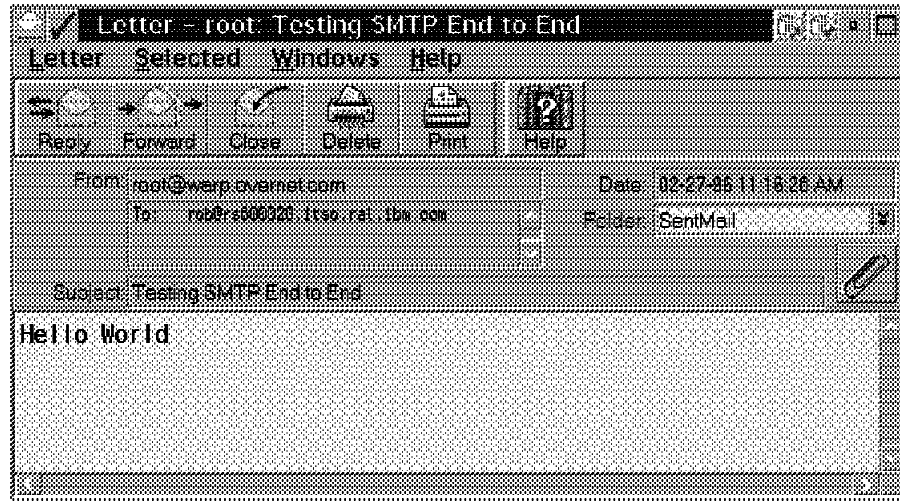 Letter - root: Testing SMTP End to End
Letter Selected Windows Help
Reply Forward Close Delete Print Help
From: root@warp.overnet.com Date: 02-27-96 11:18:26 AM
To: rob@rs600020.itso.ral.ibm.com Folder: SentMail
Subject: Testing SMTP End to End
Hello World